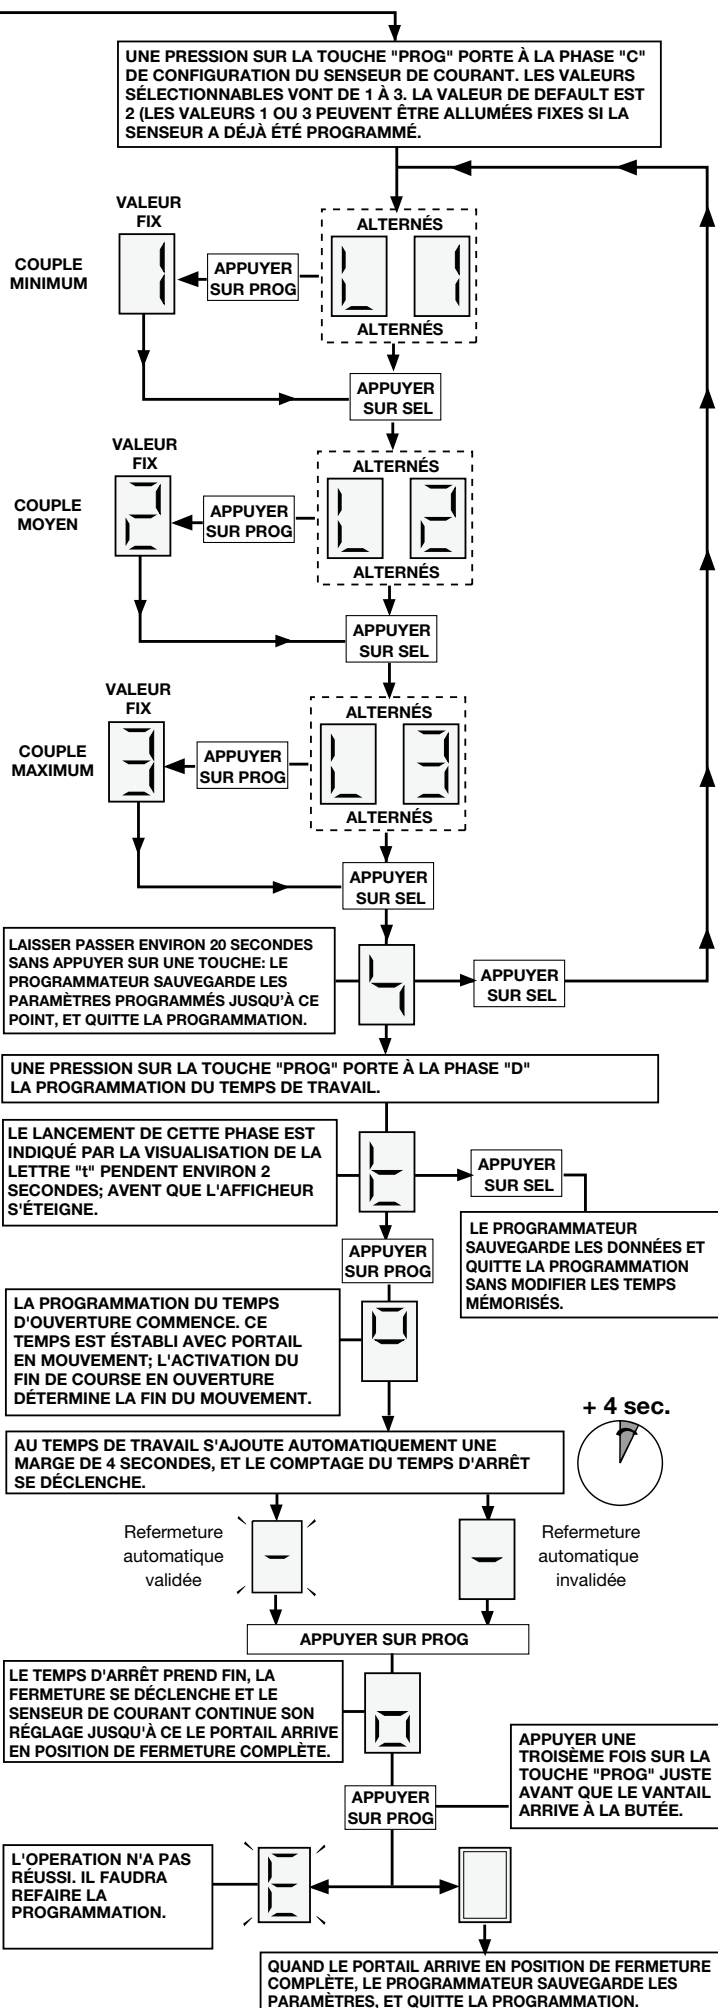 UNE PRESSION SUR LA TOUCHE "PROG" PORTE À LA PHASE "C"
DE CONFIGURATION DU SENSEUR DE COURANT. LES VALEURS
SÉLECTIONNABLES VONT DE 1 À 3. LA VALEUR DE DEFAULT EST
2 (LES VALEURS 1 OU 3 PEUVENT ÊTRE ALLUMÉES FIXES SI LA
SENSEUR A DÉJÀ ÉTÉ PROGRAMMÉ.
VALEUR
FIX
ALTERNÉS
COUPLE
MINIMUM
1
APPUYER
SUR PROG
L 1
ALTERNÉS
APPUYER
SUR SEL
VALEUR
FIX
ALTERNÉS
COUPLE
MOYEN
2
APPUYER
SUR PROG
L 2
ALTERNÉS
APPUYER
SUR SEL
VALEUR
FIX
ALTERNÉS
COUPLE
MAXIMUM
3
APPUYER
SUR PROG
L 3
ALTERNÉS
APPUYER
SUR SEL
LAISSER PASSER ENVIRON 20 SECONDES
SANS APPUYER SUR UNE TOUCHE: LE
PROGRAMMATEUR SAUVEGARDE LES
PARAMÈTRES PROGRAMMÉS JUSQU'À CE
POINT, ET QUITTE LA PROGRAMMATION.
4
APPUYER
SUR SEL
UNE PRESSION SUR LA TOUCHE "PROG" PORTE À LA PHASE "D"
LA PROGRAMMATION DU TEMPS DE TRAVAIL.
LE LANCEMENT DE CETTE PHASE EST
INDIQUÉ PAR LA VISUALISATION DE LA
LETTRE "t" PENDENT ENVIRON 2
SECONDES; AVENT QUE L'AFFICHEUR
S'ÉTEIGNE.
t
APPUYER
SUR SEL
LE PROGRAMMATEUR
SAUVEGARDE LES DONNÉES ET
QUITTE LA PROGRAMMATION
SANS MODIFIER LES TEMPS
MÉMORISÉS.
APPUYER
SUR PROG
LA PROGRAMMATION DU TEMPS
D'OUVERTURE COMMENCE. CE
TEMPS EST ÉSTABLI AVEC PORTAIL
EN MOUVEMENT; L'ACTIVATION DU
FIN DE COURSE EN OUVERTURE
DÉTERMINE LA FIN DU MOUVEMENT.
o
+ 4 sec.
AU TEMPS DE TRAVAIL S'AJOUTE AUTOMATIQUEMENT UNE
MARGE DE 4 SECONDES, ET LE COMPTAGE DU TEMPS D'ARRÊT
SE DÉCLENCHE.
Refermeture
automatique
validée
-
-
Refermeture
automatique
invalidée
APPUYER SUR PROG
LE TEMPS D'ARRÊT PREND FIN, LA
FERMETURE SE DÉCLENCHE ET LE
SENSEUR DE COURANT CONTINUE SON
RÉGLAGE JUSQU'À CE LE PORTAIL ARRIVE
EN POSITION DE FERMETURE COMPLÈTE.
o
APPUYER UNE
TROISÈME FOIS SUR LA
TOUCHE "PROG" JUSTE
AVANT QUE LE VANTAIL
ARRIVE À LA BUTÉE.
APPUYER
SUR PROG
L'OPERATION N'A PAS
RÉUSSI. IL FAUDRA
REFAIRE LA
PROGRAMMATION.
E
QUAND LE PORTAIL ARRIVE EN POSITION DE FERMETURE
COMPLÈTE, LE PROGRAMMATEUR SAUVEGARDE LES
PARAMÈTRES, ET QUITTE LA PROGRAMMATION.